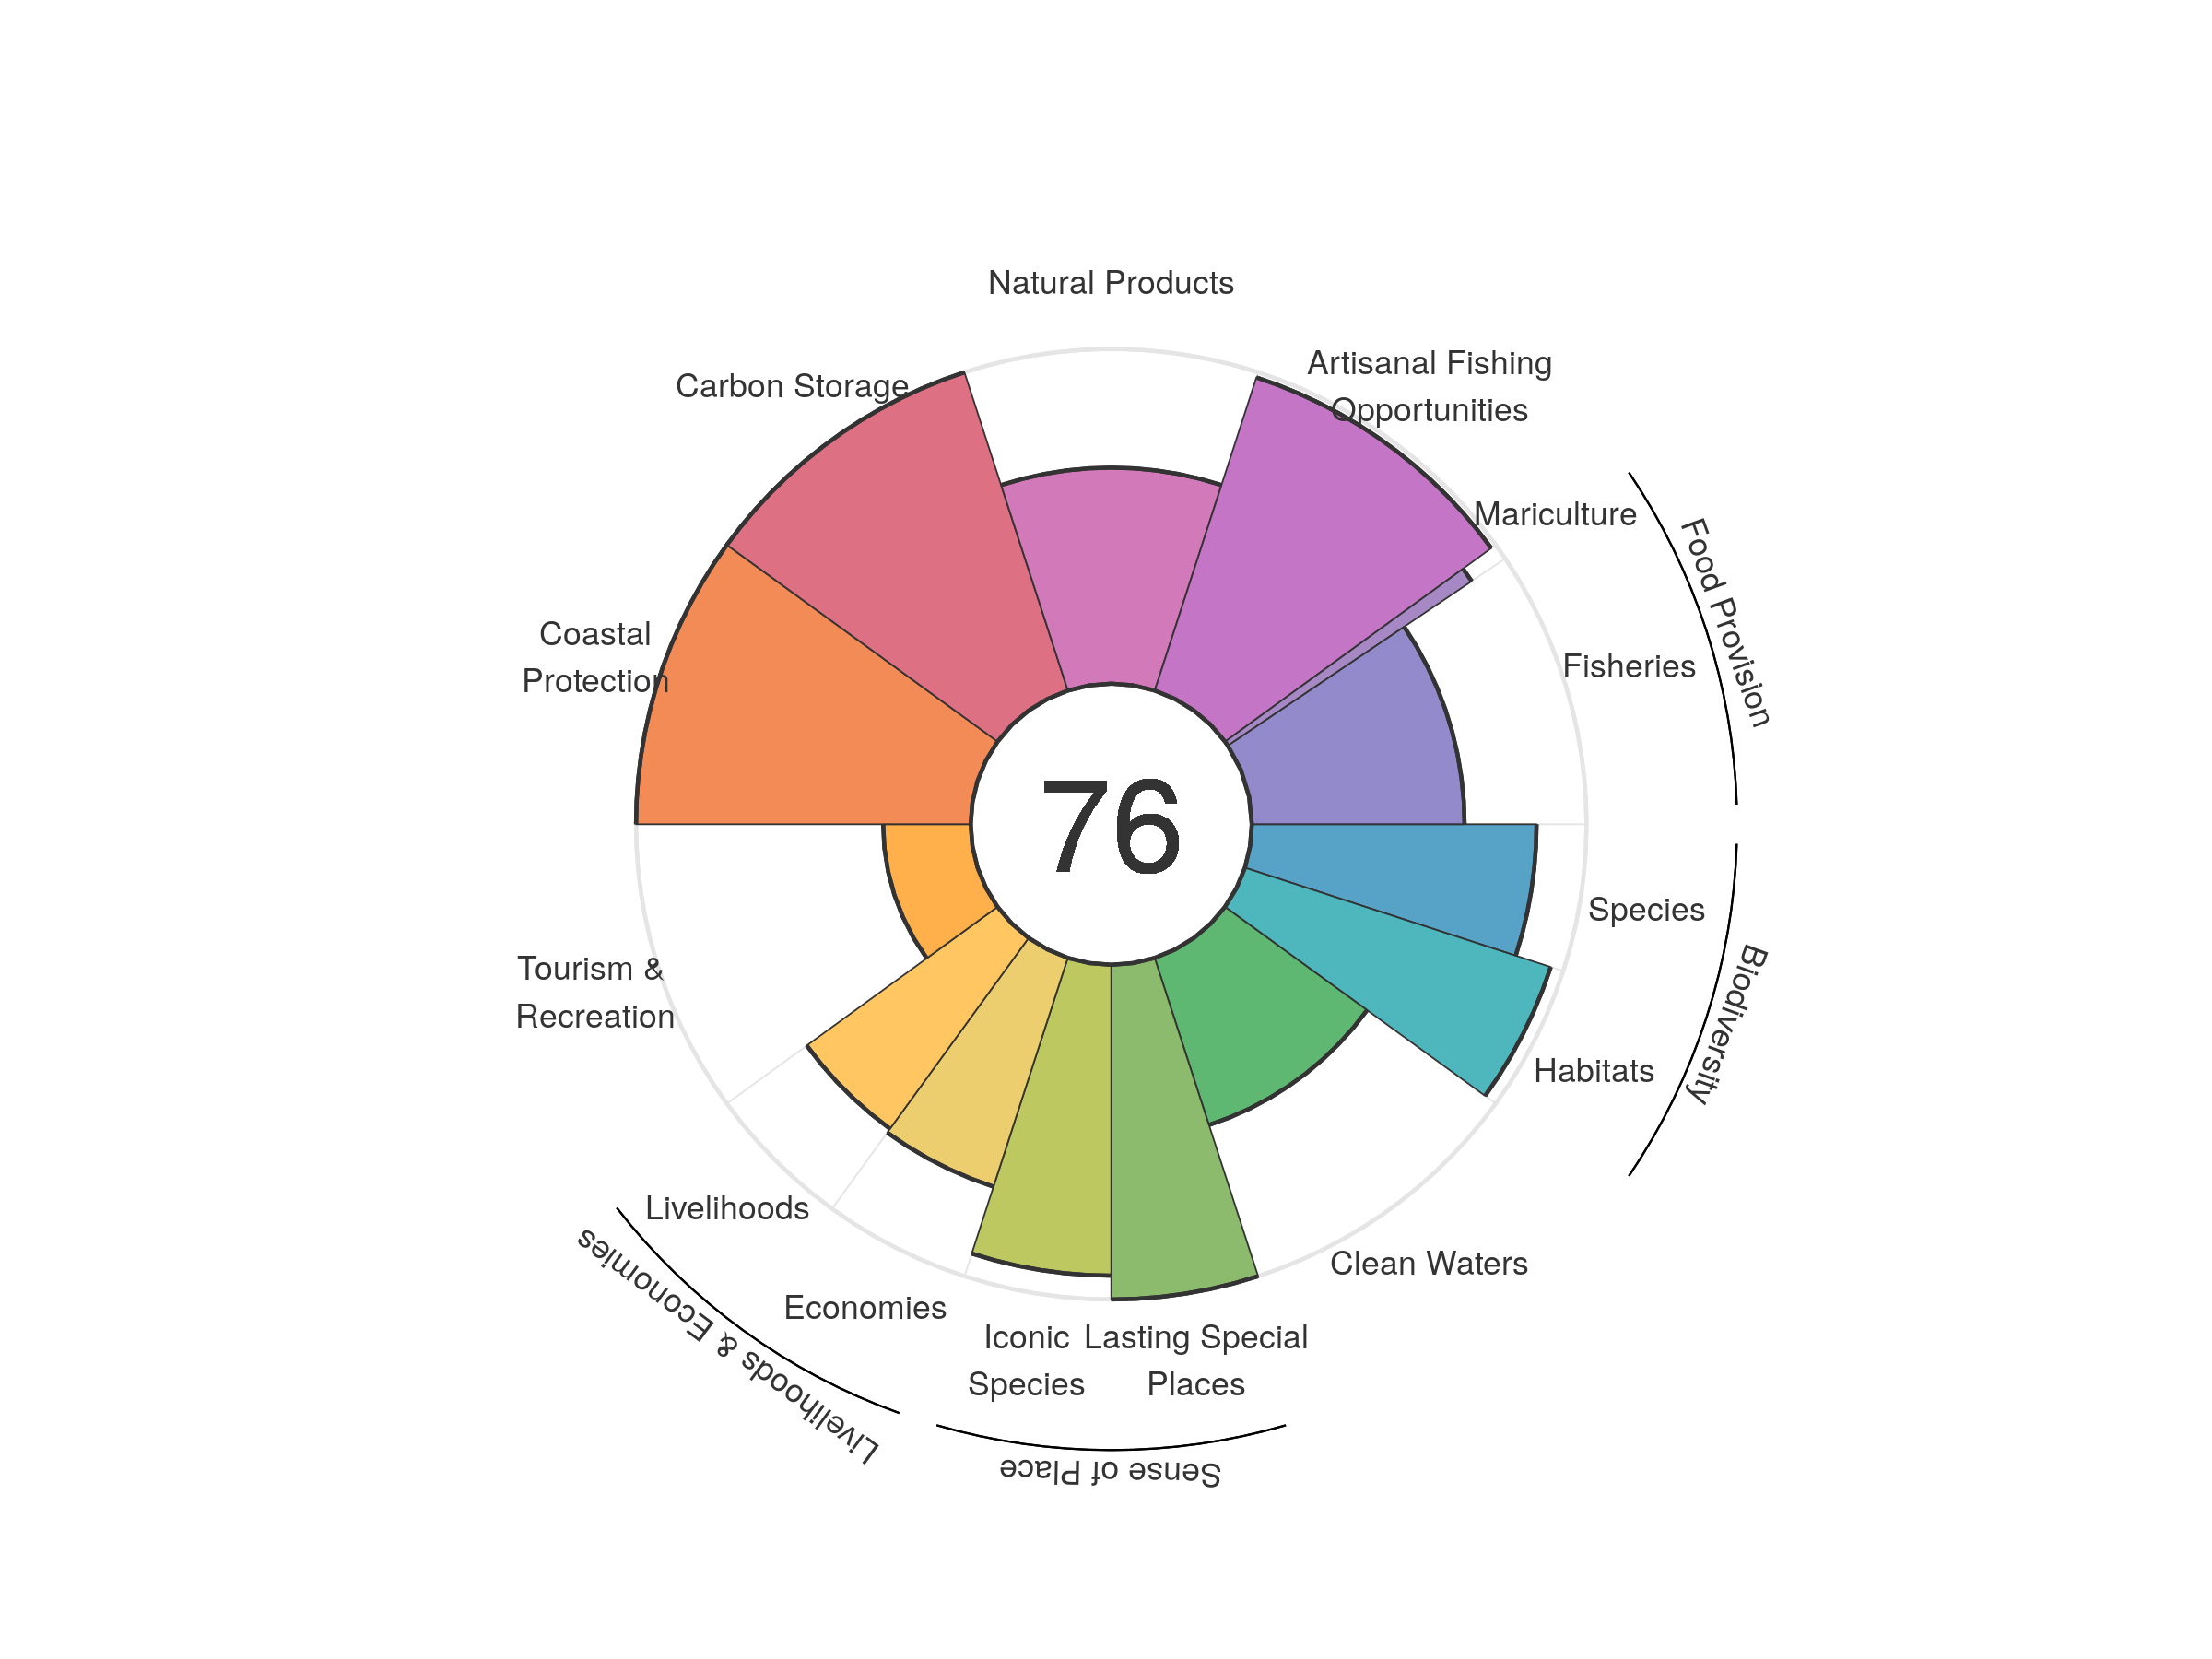 Natural Products
Artisanal Fishing
Opportunities
Carbon Storage
Mariculture
Food Provision
Fisheries
Coastal
Protection
76
Species
Biodiversity
Tourism &
Recreation
Habitats
Livelihoods
Clean Waters
Livelihoods & Economies
Economies
Iconic
Species
Lasting Special
Places
Sense of Place